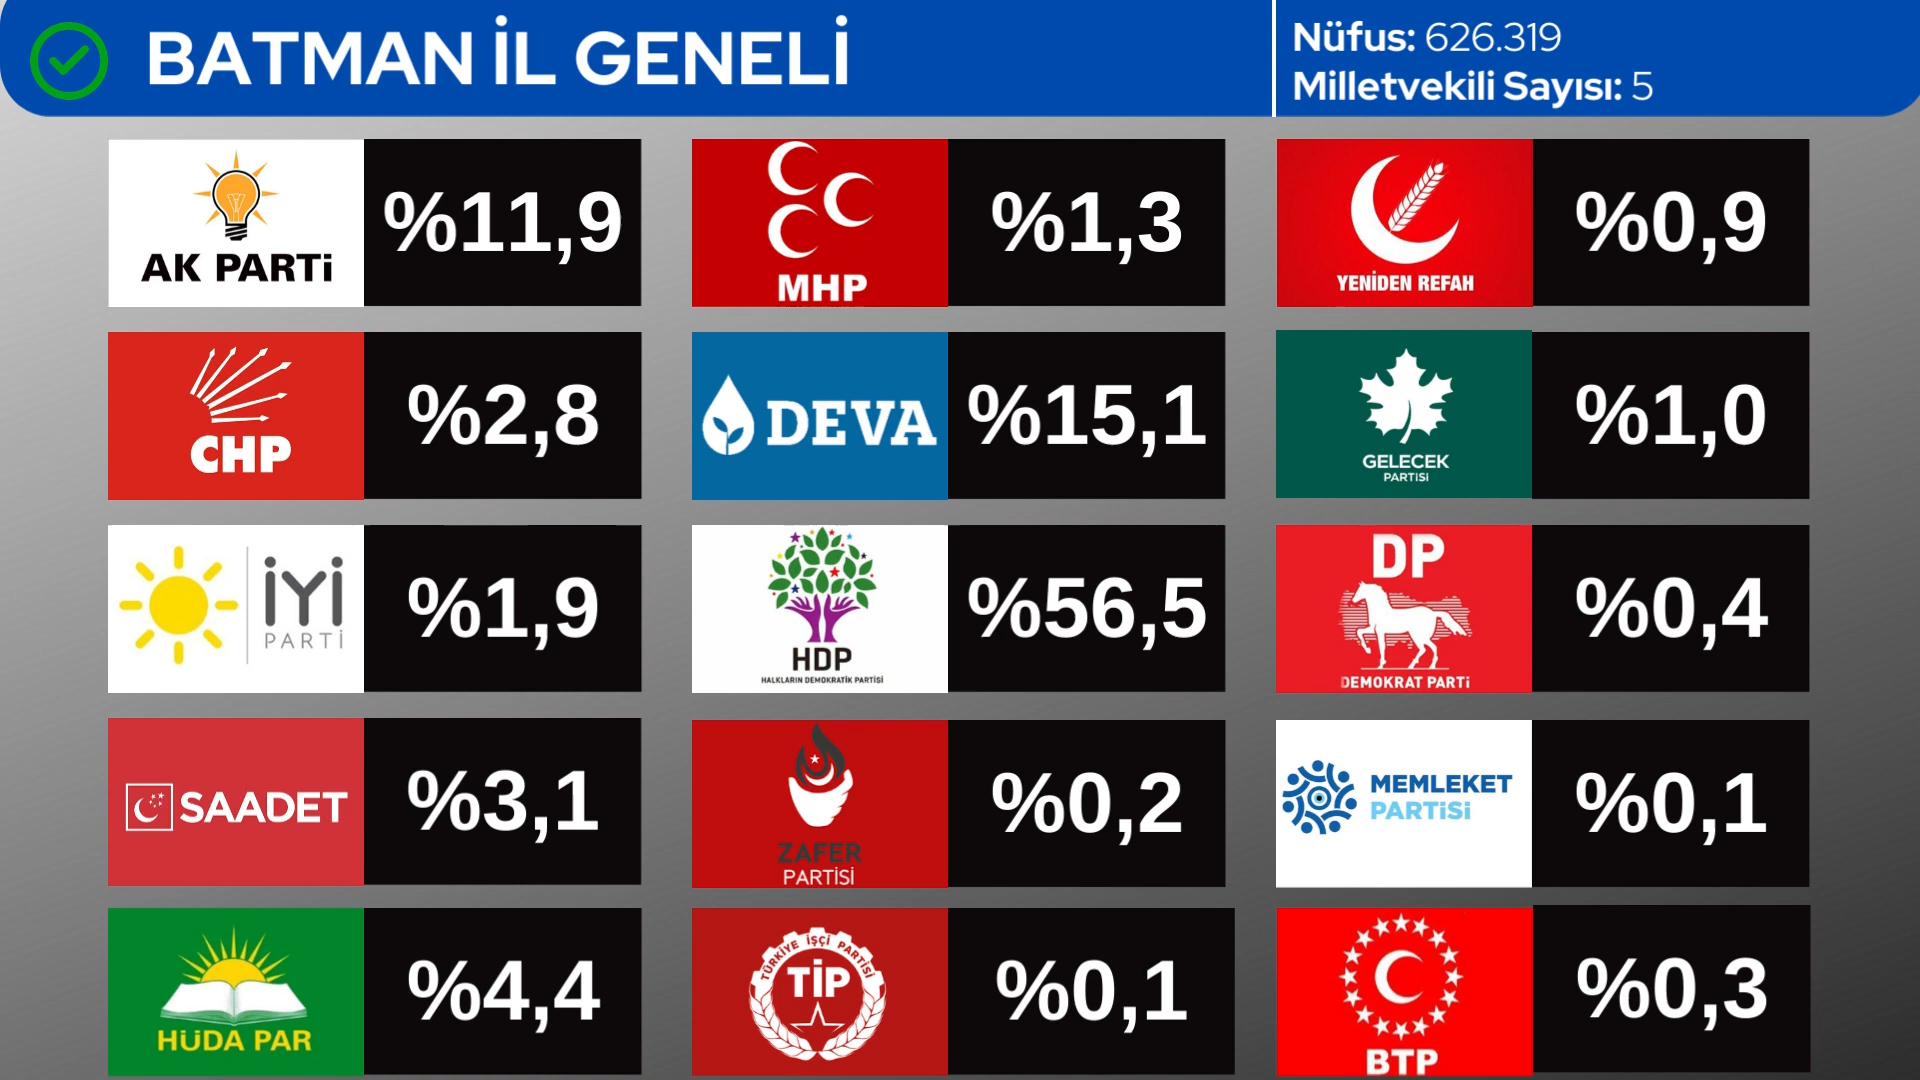 BATMAN İL GENELİ
Nüfus: 626.319
Milletvekili Sayısı: 5
AK PARTi
%11,9
MHP
%1,3
YENİDEN REFAH
%0,9
CHP
%2,8
DEVA
%15,1
GELECEK
PARTİSİ
%1,0
İYİ
PARTİ
%1,9
HDP
HALKLARIN DEMOKRATİK PARTİSİ
%56,5
DP
DEMOKRAT PARTi
%0,4
SAADET
%3,1
ZAFER
PARTİSİ
%0,2
MEMLEKET
PARTiSi
%0,1
HÜDA PAR
%4,4
TÜRKİYE İŞÇİ PARTİSİ
TİP
%0,1
BTP
%0,3